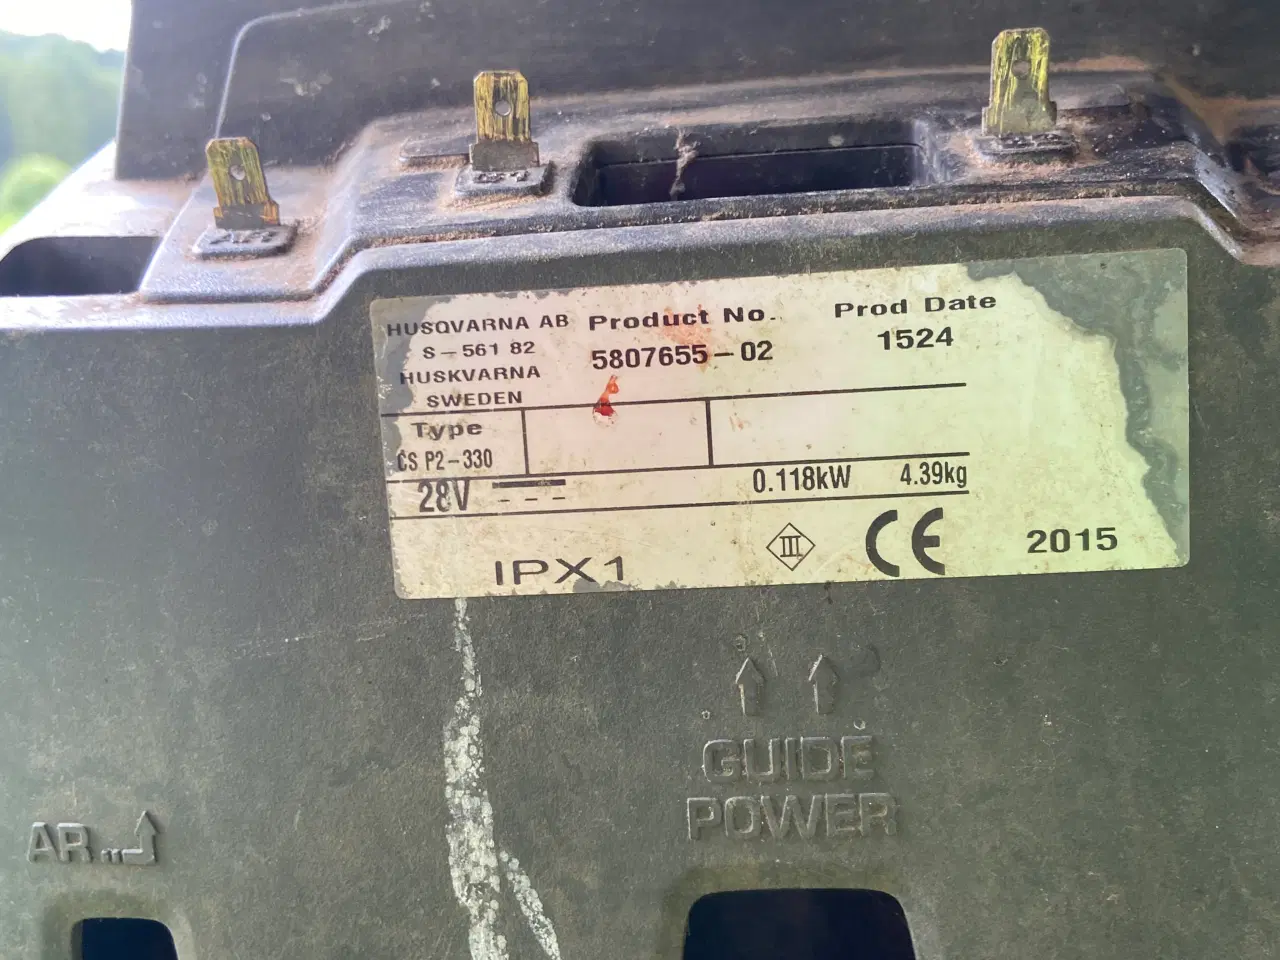 HUSQVARNA AB
S-561 82
HUSKVARNA
SWEDEN
Product No.
5807655-02
Prod Date
1524
Type
CS P2-330
28V
0.118kW 4.39kg
IPX1
III
CE
2015
GUIDE
POWER
AR